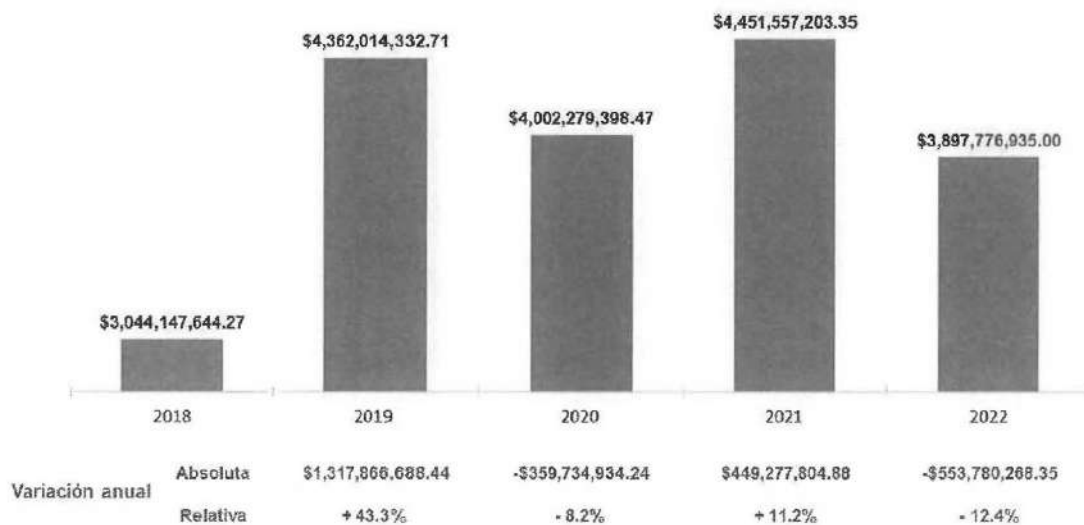 $4,451,557,203.35
$4,362,014,332.71
$4,002,279,398.47
$3,897,776,935.00
$3,044,147,644.27
2018 2019 2020 2021 2022
Variación anual
Absoluta $1,317,866,688.44 -$359,734,934.24 $449,277,804.88 -$553,780,268.35
Relativa + 43.3% - 8.2% + 11.2% - 12.4%